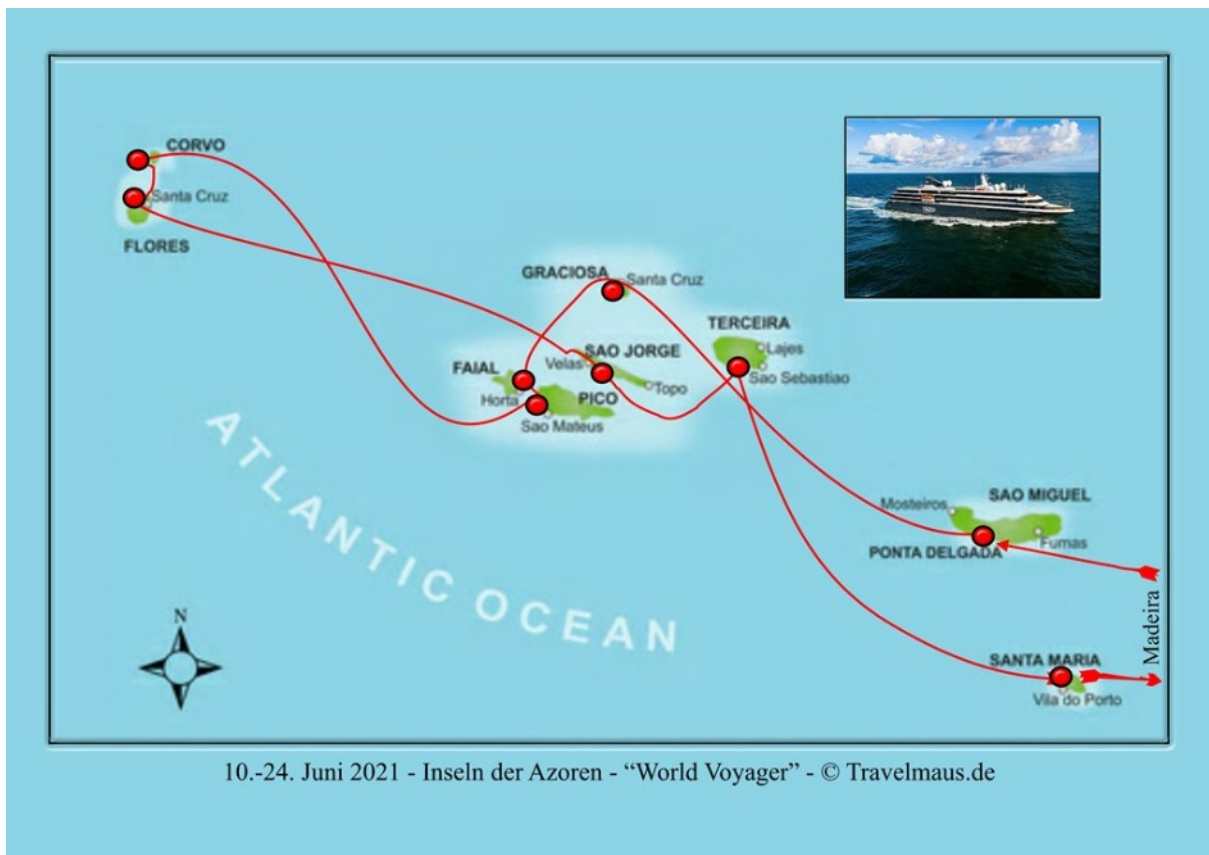 CORVO
Santa Cruz
FLORES
GRACIOSA
Santa Cruz
TERCEIRA
Lajes
Sao Sebastiao
SAO JORGE
Velas
Topo
FAIAL
Horta
PICO
Sao Mateus
ATLANTIC OCEAN
SAO MIGUEL
Mosteiros
Furnas
PONTA DELGADA
Madeira
SANTA MARIA
Vila do Porto
N
10.-24. Juni 2021 - Inseln der Azoren - “World Voyager” - © Travelmaus.de